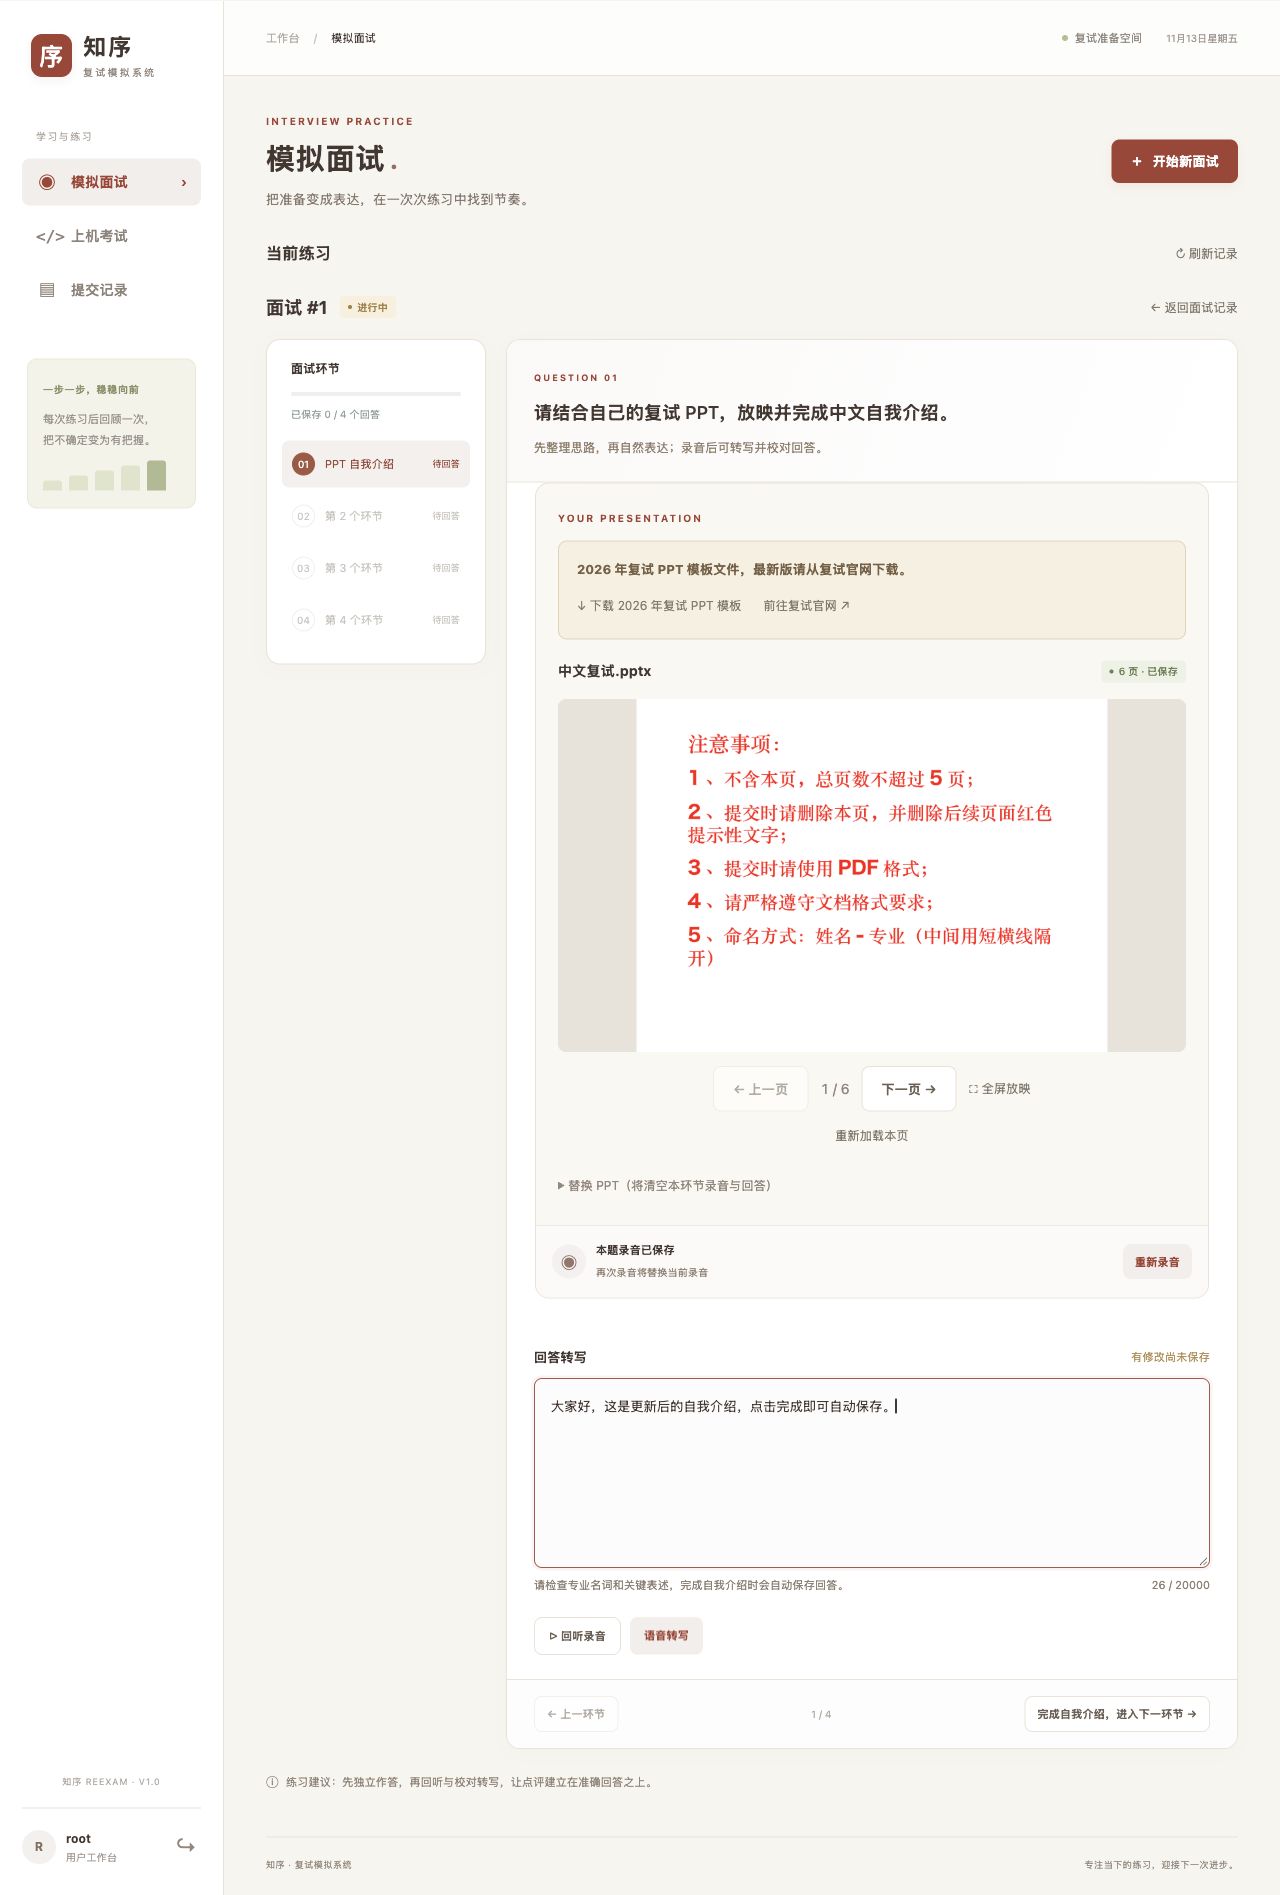 序
知序
复试模拟系统
学习与练习
模拟面试 ›
</> 上机考试
提交记录
一步一步，稳稳向前
每次练习后回顾一次，
把不确定变为有把握。
知序 REEXAM · V1.0
R
root
用户工作台
工作台 / 模拟面试
复试准备空间
11月13日星期五
INTERVIEW PRACTICE
模拟面试.
把准备变成表达，在一次次练习中找到节奏。
+ 开始新面试
当前练习
↻ 刷新记录
面试 #1
进行中
← 返回面试记录
面试环节
已保存 0 / 4 个回答
01 PPT 自我介绍 待回答
02 第 2 个环节 待回答
03 第 3 个环节 待回答
04 第 4 个环节 待回答
QUESTION 01
请结合自己的复试 PPT，放映并完成中文自我介绍。
先整理思路，再自然表达；录音后可转写并校对回答。
YOUR PRESENTATION
2026 年复试 PPT 模板文件，最新版请从复试官网下载。
↓ 下载 2026 年复试 PPT 模板 前往复试官网 ↗
中文复试.pptx
6 页 · 已保存
注意事项：
1、不含本页，总页数不超过 5 页；
2、提交时请删除本页，并删除后续页面红色
提示性文字；
3、提交时请使用 PDF 格式；
4、请严格遵守文档格式要求；
5、命名方式：姓名 - 专业（中间用短横线隔
开）
← 上一页 1 / 6 下一页 → 全屏放映
重新加载本页
▶ 替换 PPT（将清空本环节录音与回答）
本题录音已保存
再次录音将替换当前录音
重新录音
回答转写
有修改尚未保存
大家好，这是更新后的自我介绍，点击完成即可自动保存。
请检查专业名词和关键表述，完成自我介绍时会自动保存回答。
26 / 20000
▷ 回听录音 语音转写
← 上一环节 1 / 4 完成自我介绍，进入下一环节 →
ⓘ 练习建议：先独立作答，再回听与校对转写，让点评建立在准确回答之上。
知序 · 复试模拟系统
专注当下的练习，迎接下一次进步。